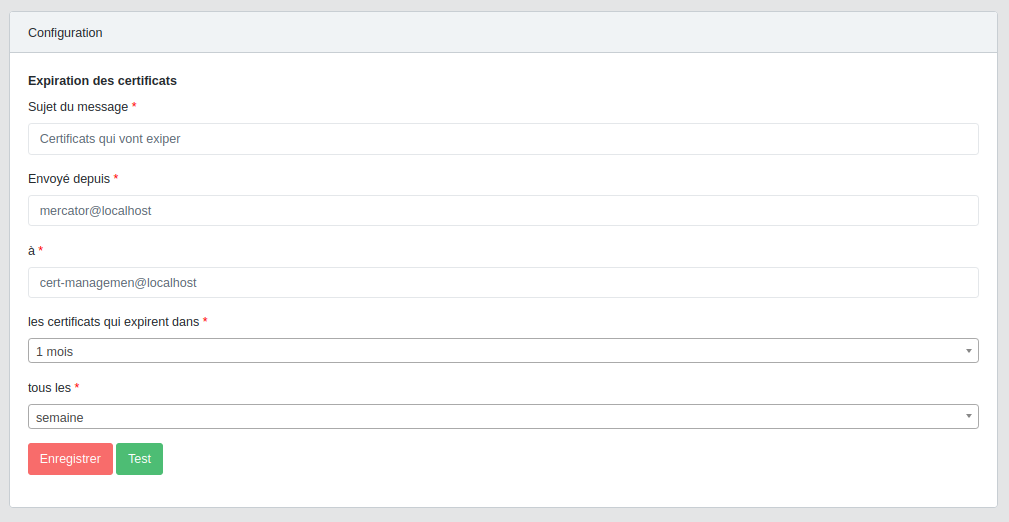 Configuration
Expiration des certificats
Sujet du message *
Certificats qui vont exiper
Envoyé depuis *
mercator@localhost
à *
cert-managemen@localhost
les certificats qui expirent dans *
1 mois
tous les *
semaine
Enregistrer Test